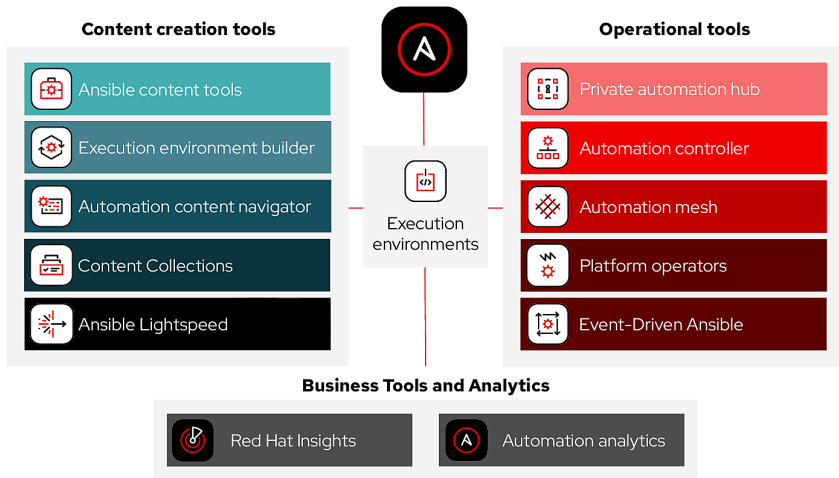 Content creation tools
Ansible content tools
Execution environment builder
Automation content navigator
Content Collections
Ansible Lightspeed
Execution
environments
Operational tools
Private automation hub
Automation controller
Automation mesh
Platform operators
Event-Driven Ansible
Business Tools and Analytics
Red Hat Insights
Automation analytics